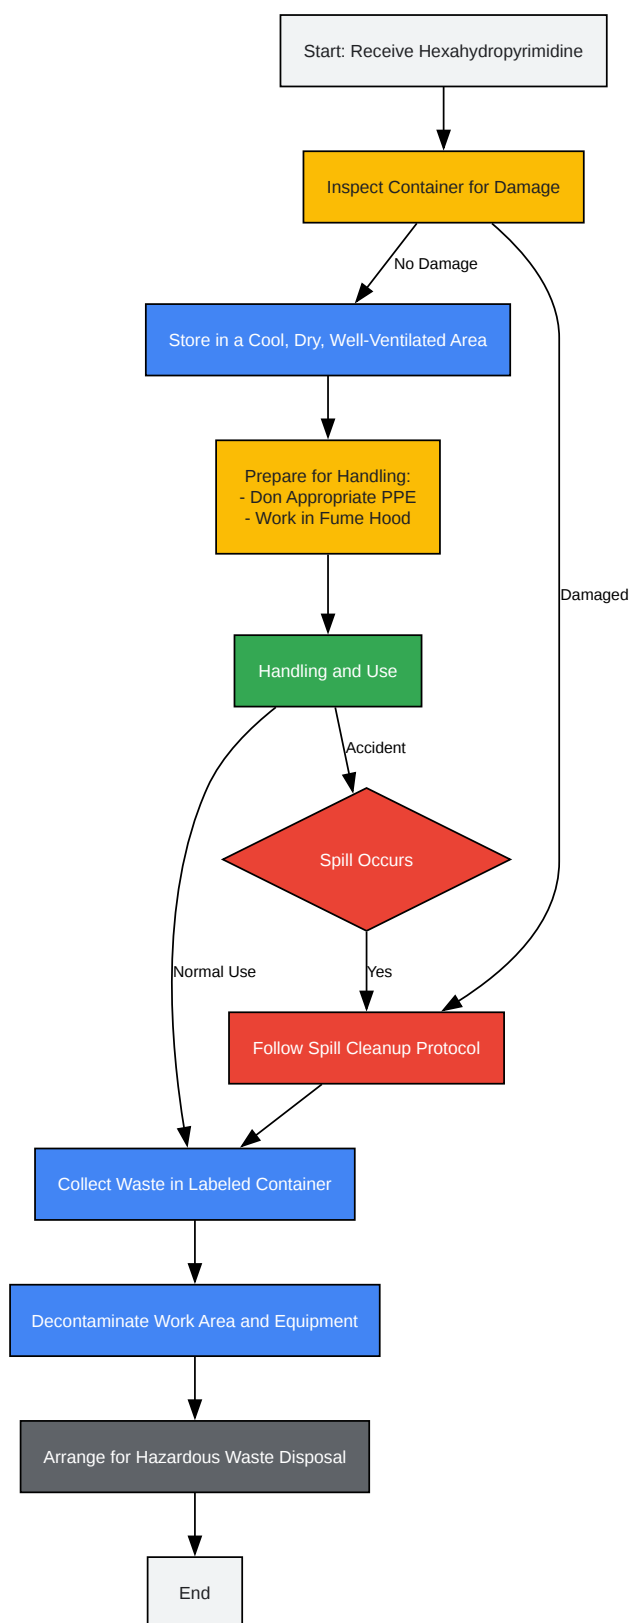 Start: Receive Hexahydropyrimidine
Inspect Container for Damage
No Damage
Store in a Cool, Dry, Well-Ventilated Area
Prepare for Handling:
- Don Appropriate PPE
- Work in Fume Hood
Damaged
Handling and Use
Accident
Spill Occurs
Normal Use
Yes
Follow Spill Cleanup Protocol
Collect Waste in Labeled Container
Decontaminate Work Area and Equipment
Arrange for Hazardous Waste Disposal
End